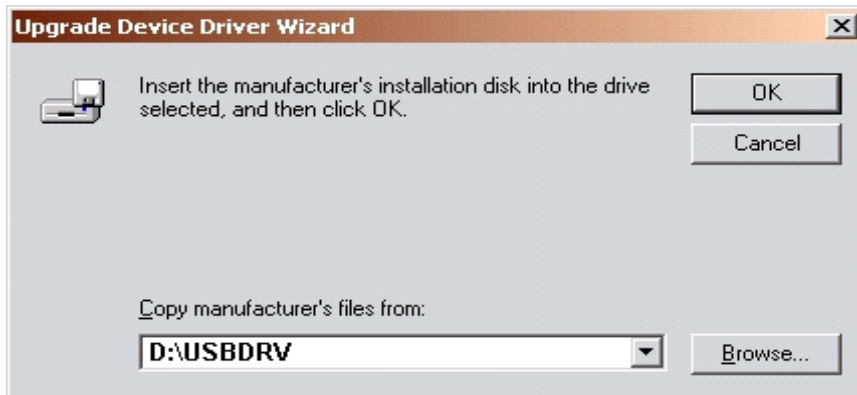 Upgrade Device Driver Wizard
Insert the manufacturer's installation disk into the drive
selected, and then click OK.
OK
Cancel
Copy manufacturer's files from:
D:\USBDRV
Browse...